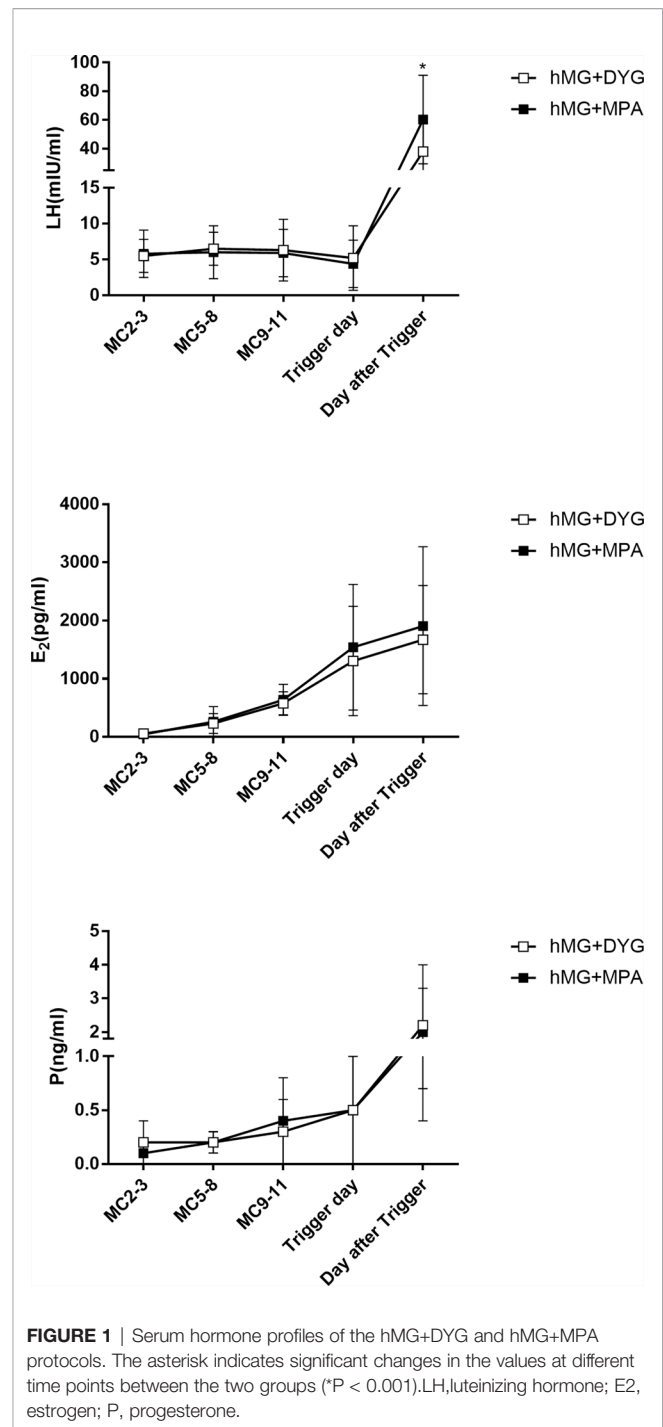 100
80
60
40
15
10
5
0
LH(mIU/ml)
*
hMG+DYG
hMG+MPA
MC2-3
MC5-8
MC9-11
Trigger day
Day after Trigger
4000
3000
2000
1000
0
E2(pg/ml)
hMG+DYG
hMG+MPA
MC2-3
MC5-8
MC9-11
Trigger day
Day after Trigger
5
4
3
2
1.0
0.5
0.0
P(ng/ml)
hMG+DYG
hMG+MPA
MC2-3
MC5-8
MC9-11
Trigger day
Day after Trigger
FIGURE 1 | Serum hormone profiles of the hMG+DYG and hMG+MPA
protocols. The asterisk indicates significant changes in the values at different
time points between the two groups (*P < 0.001).LH,luteinizing hormone; E2,
estrogen; P, progesterone.